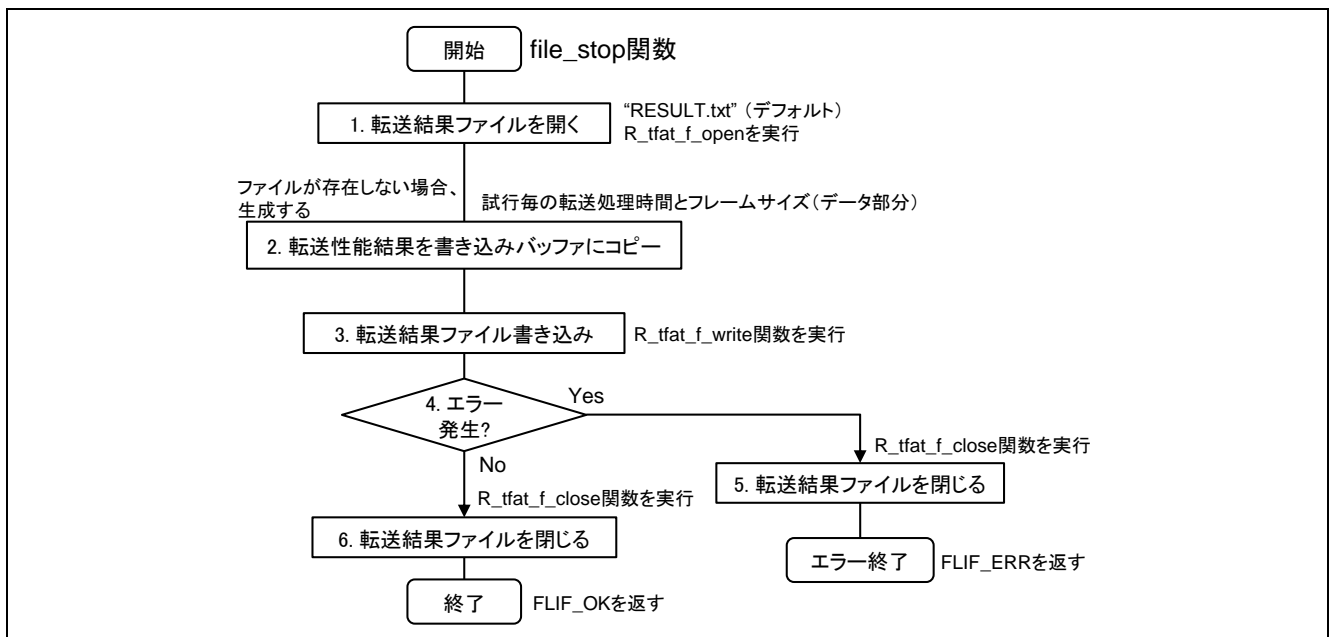 開始
file_stop関数
1. 転送結果ファイルを開く
“RESULT.txt”（デフォルト）
R_tfat_f_openを実行
ファイルが存在しない場合、
生成する
試行毎の転送処理時間とフレームサイズ（データ部分）
2. 転送性能結果を書き込みバッファにコピー
3. 転送結果ファイル書き込み
R_tfat_f_write関数を実行
4. エラー
発生?
Yes
No
R_tfat_f_close関数を実行
5. 転送結果ファイルを閉じる
R_tfat_f_close関数を実行
6. 転送結果ファイルを閉じる
エラー終了
FLIF_ERRを返す
終了
FLIF_OKを返す